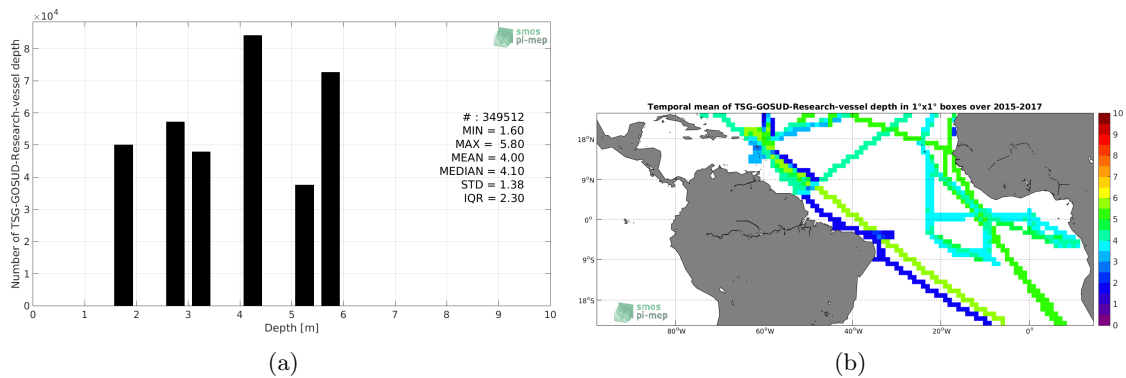 ×10⁴
8
7
6
5
4
3
2
1
0
Number of TSG-GOSUD-Research-vessel depth
0 1 2 3 4 5 6 7 8 9 10
Depth [m]
smos
pi-mep
# : 349512
MIN = 1.60
MAX = 5.80
MEAN = 4.00
MEDIAN = 4.10
STD = 1.38
IQR = 2.30
(a)
Temporal mean of TSG-GOSUD-Research-vessel depth in 1°x1° boxes over 2015-2017
18°N
9°N
0°
9°S
18°S
80°W 60°W 40°W 20°W 0°
smos
pi-mep
10
9
8
7
6
5
4
3
2
1
0
(b)